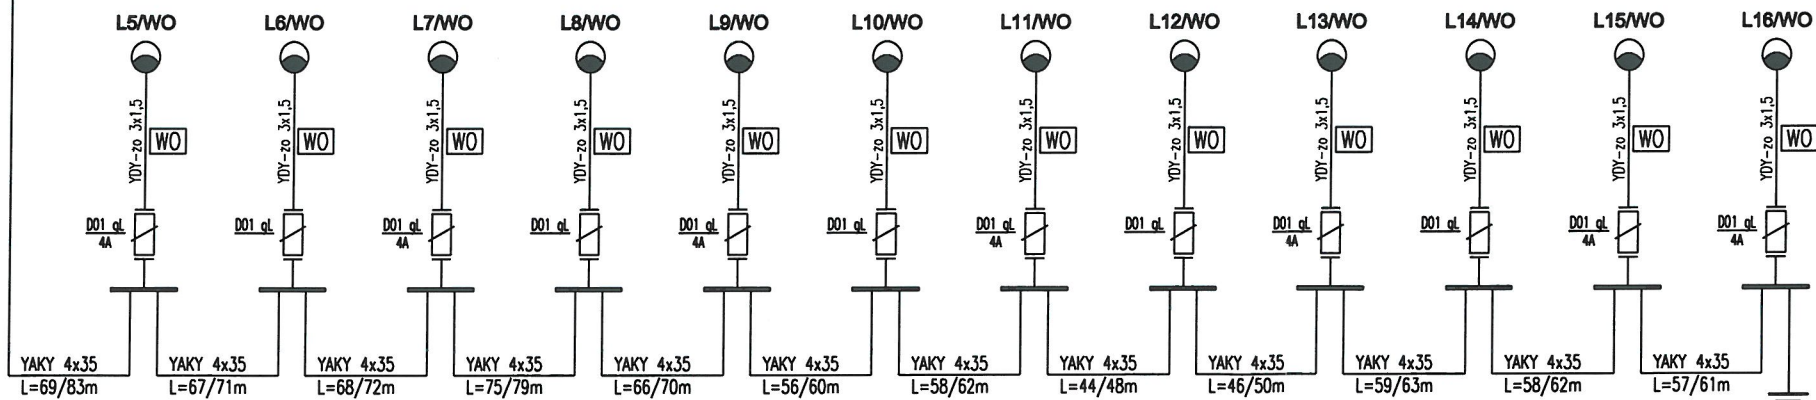 L5/WO L6/WO L7/WO L8/WO L9/WO L10/WO L11/WO L12/WO L13/WO L14/WO L15/WO L16/WO
YDY-zo 3x1,5 YDY-zo 3x1,5 YDY-zo 3x1,5 YDY-zo 3x1,5 YDY-zo 3x1,5 YDY-zo 3x1,5 YDY-zo 3x1,5 YDY-zo 3x1,5 YDY-zo 3x1,5 YDY-zo 3x1,5 YDY-zo 3x1,5 YDY-zo 3x1,5
WO WO WO WO WO WO WO WO WO WO WO WO
D01 gL D01 gL D01 gL D01 gL D01 gL D01 gL D01 gL D01 gL D01 gL D01 gL D01 gL D01 gL
4A 4A 4A 4A 4A 4A 4A
YAKY 4x35 YAKY 4x35 YAKY 4x35 YAKY 4x35 YAKY 4x35 YAKY 4x35 YAKY 4x35 YAKY 4x35 YAKY 4x35 YAKY 4x35 YAKY 4x35 YAKY 4x35
L=69/83m L=67/71m L=68/72m L=75/79m L=66/70m L=56/60m L=58/62m L=44/48m L=46/50m L=59/63m L=58/62m L=57/61m